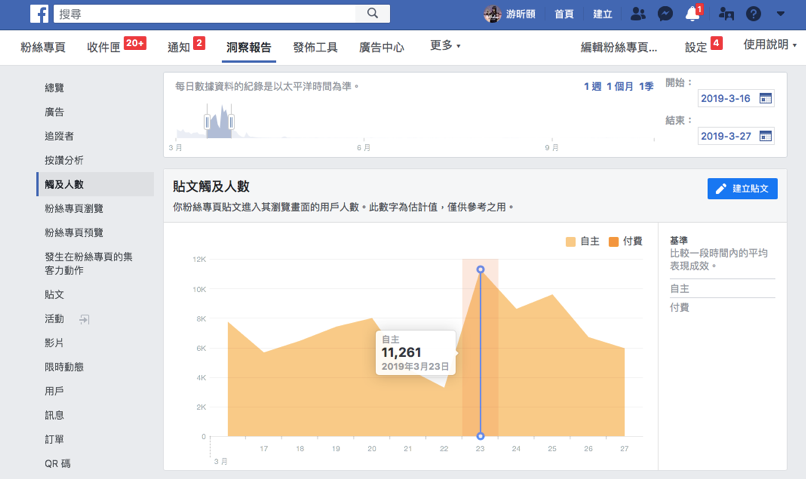 搜尋
游昕頤
首頁
建立
1
粉絲專頁
收件匣 20+
通知 2
洞察報告
發佈工具
廣告中心
更多
編輯粉絲專頁...
設定 4
使用說明
總覽
廣告
追蹤者
按讚分析
觸及人數
粉絲專頁瀏覽
粉絲專頁預覽
發生在粉絲專頁的集
客力動作
貼文
活動
影片
限時動態
用戶
訊息
訂單
QR 碼
每日數據資料的紀錄是以太平洋時間為準。
1 週 1 個月 1季
開始：
2019-3-16
結束：
2019-3-27
3 月
6 月
9 月
貼文觸及人數
建立貼文
你粉絲專頁貼文進入其瀏覽畫面的用戶人數。此數字為估計值，僅供參考之用。
自主 付費
12K
10K
8K
6K
4K
2K
0
自主
11,261
2019年3月23日
17 18 19 20 21 22 23 24 25 26 27
3 月
基準
比較一段時間內的平均
表現成效。
自主
付費